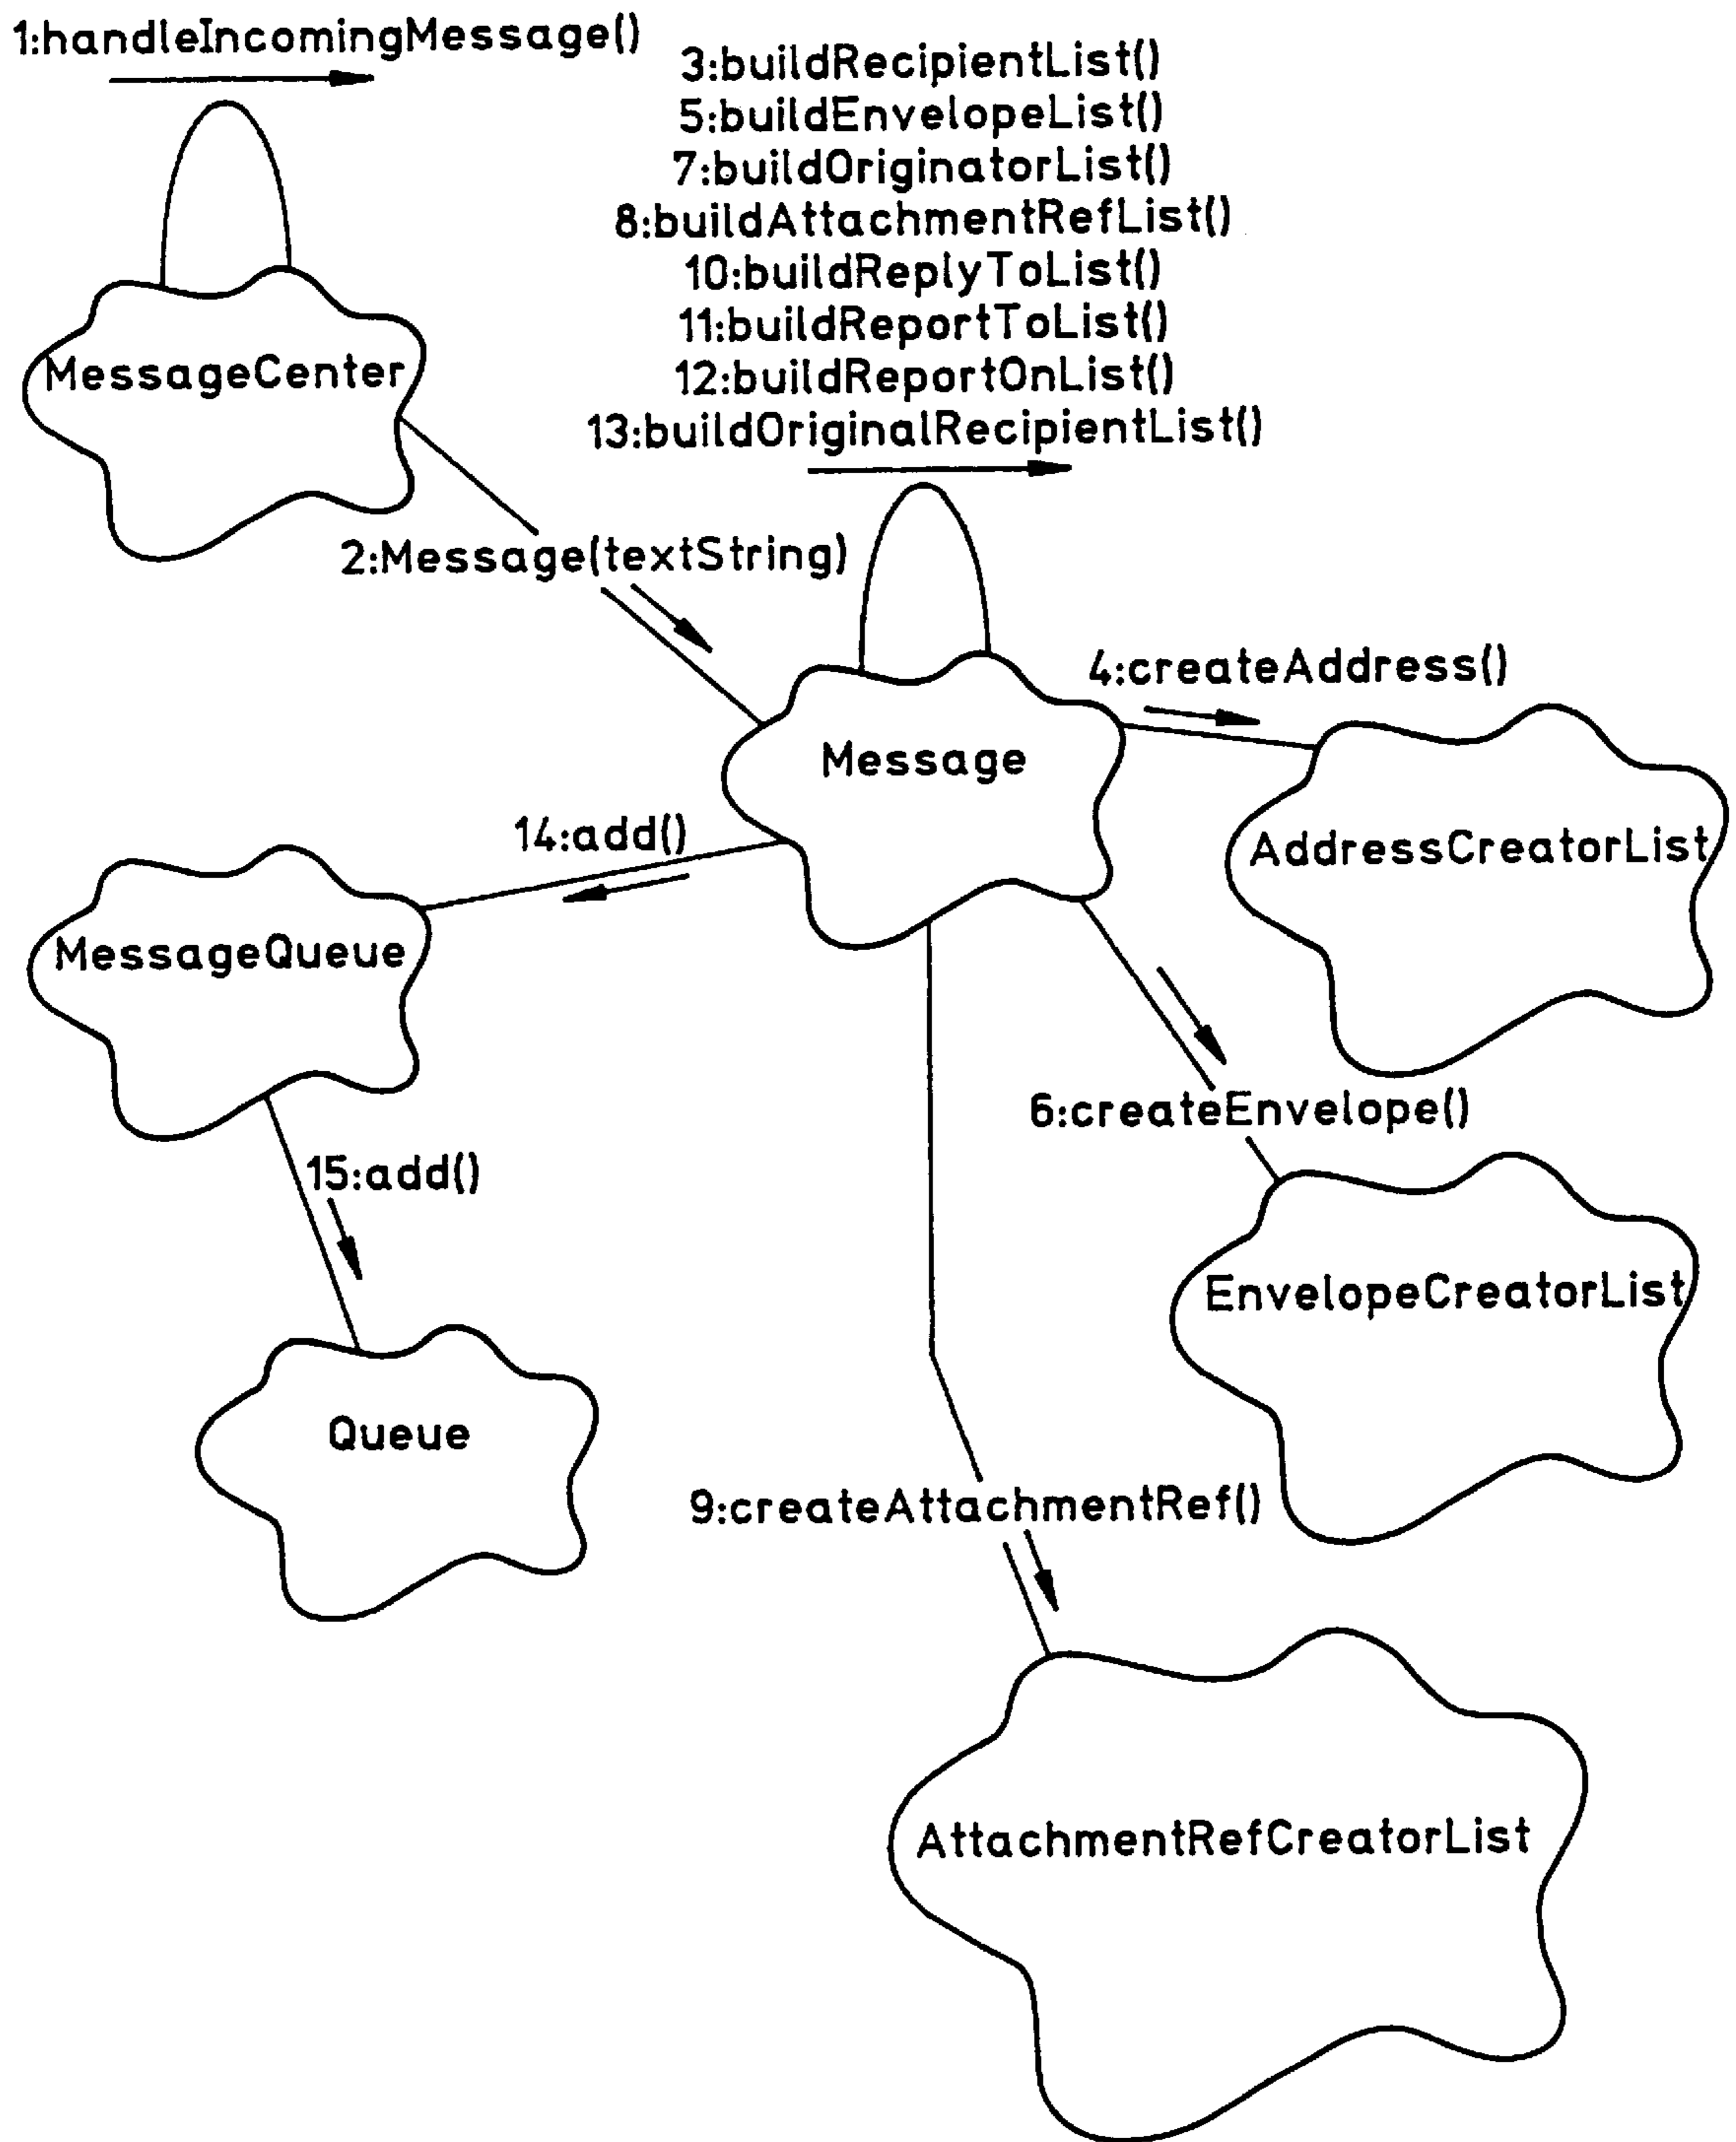 1:handleIncomingMessage()
3:buildRecipientList()
5:buildEnvelopeList()
7:buildOriginatorList()
8:buildAttachmentRefList()
10:buildReplyToList()
11:buildReportToList()
12:buildReportOnList()
13:buildOriginalRecipientList()
MessageCenter
2:Message(textString)
4:createAddress()
Message
14:add()
AddressCreatorList
MessageQueue
6:createEnvelope()
15:add()
EnvelopeCreatorList
Queue
9:createAttachmentRef()
AttachmentRefCreatorList